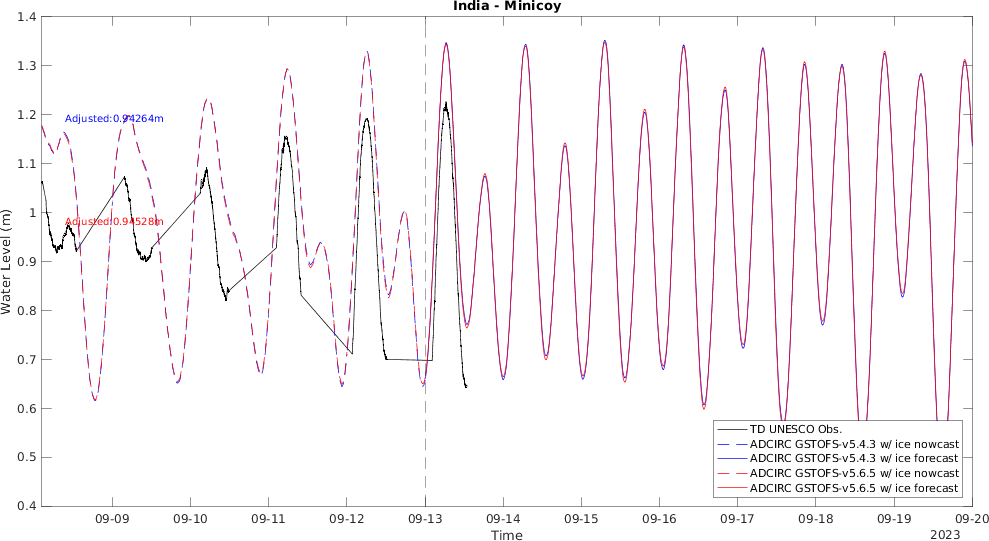 India - Minicoy
1.4
1.3
1.2
1.1
1
0.9
0.8
0.7
0.6
0.5
0.4
Water Level (m)
Adjusted:0.94264m
Adjusted:0.94528m
TD UNESCO Obs.
ADCIRC GSTOFS-v5.4.3 w/ ice nowcast
ADCIRC GSTOFS-v5.4.3 w/ ice forecast
ADCIRC GSTOFS-v5.6.5 w/ ice nowcast
ADCIRC GSTOFS-v5.6.5 w/ ice forecast
09-09 09-10 09-11 09-12 09-13 09-14 09-15 09-16 09-17 09-18 09-19 09-20
Time
2023